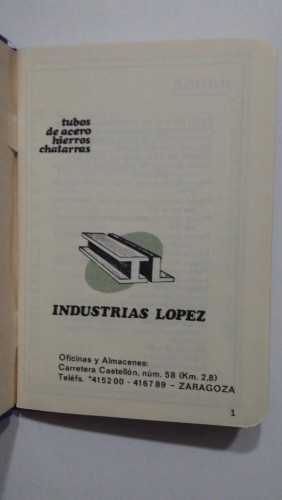 tubos
de acero
hierros
chatarras
INDUSTRIAS LOPEZ
Oficinas y Almacenes:
Carretera Castellón, núm. 58 (Km. 2,8)
Teléfs. *415200 - 416789 - ZARAGOZA
1